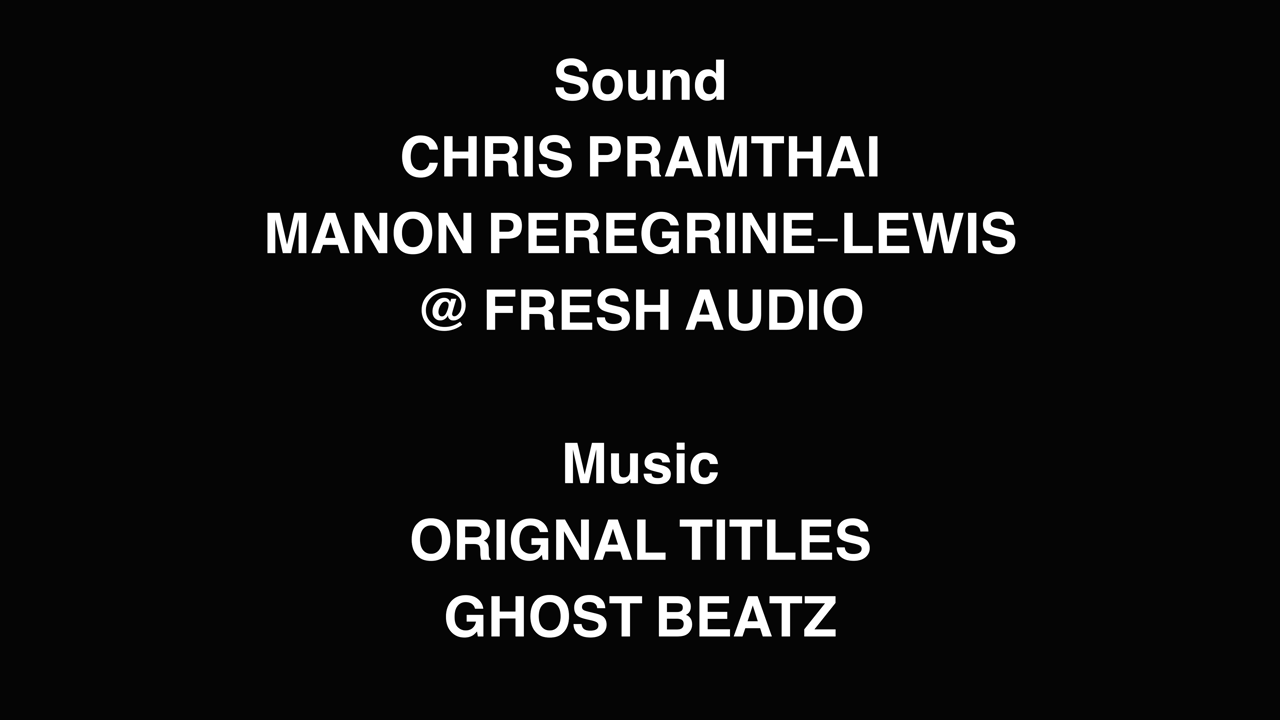 Sound
CHRIS PRAMTHAI
MANON PEREGRINE-LEWIS
@ FRESH AUDIO
Music
ORIGNAL TITLES
GHOST BEATZ